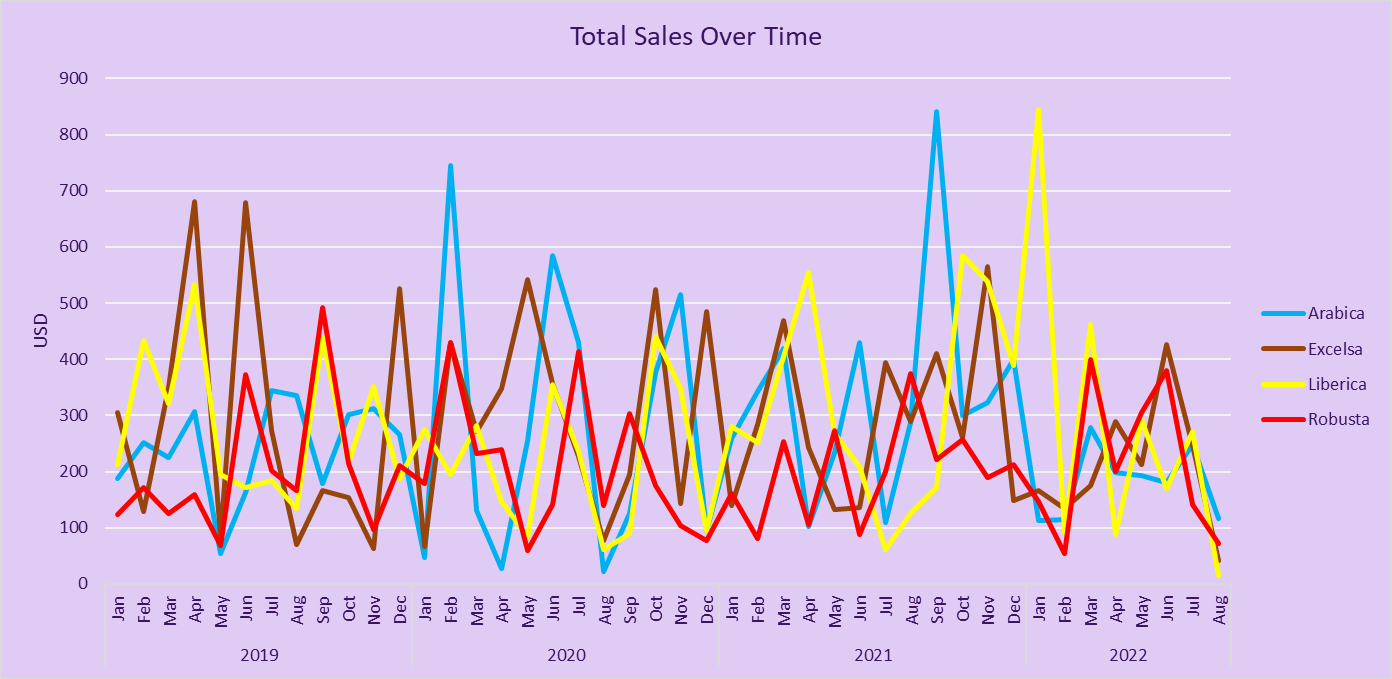 Total Sales Over Time
900
800
700
600
500
400
300
200
100
0
USD
Jan Feb Mar Apr May Jun Jul Aug Sep Oct Nov Dec Jan Feb Mar Apr May Jun Jul Aug Sep Oct Nov Dec Jan Feb Mar Apr May Jun Jul Aug Sep Oct Nov Dec Jan Feb Mar Apr May Jun Jul Aug
2019 2020 2021 2022
Arabica
Excelsa
Liberica
Robusta